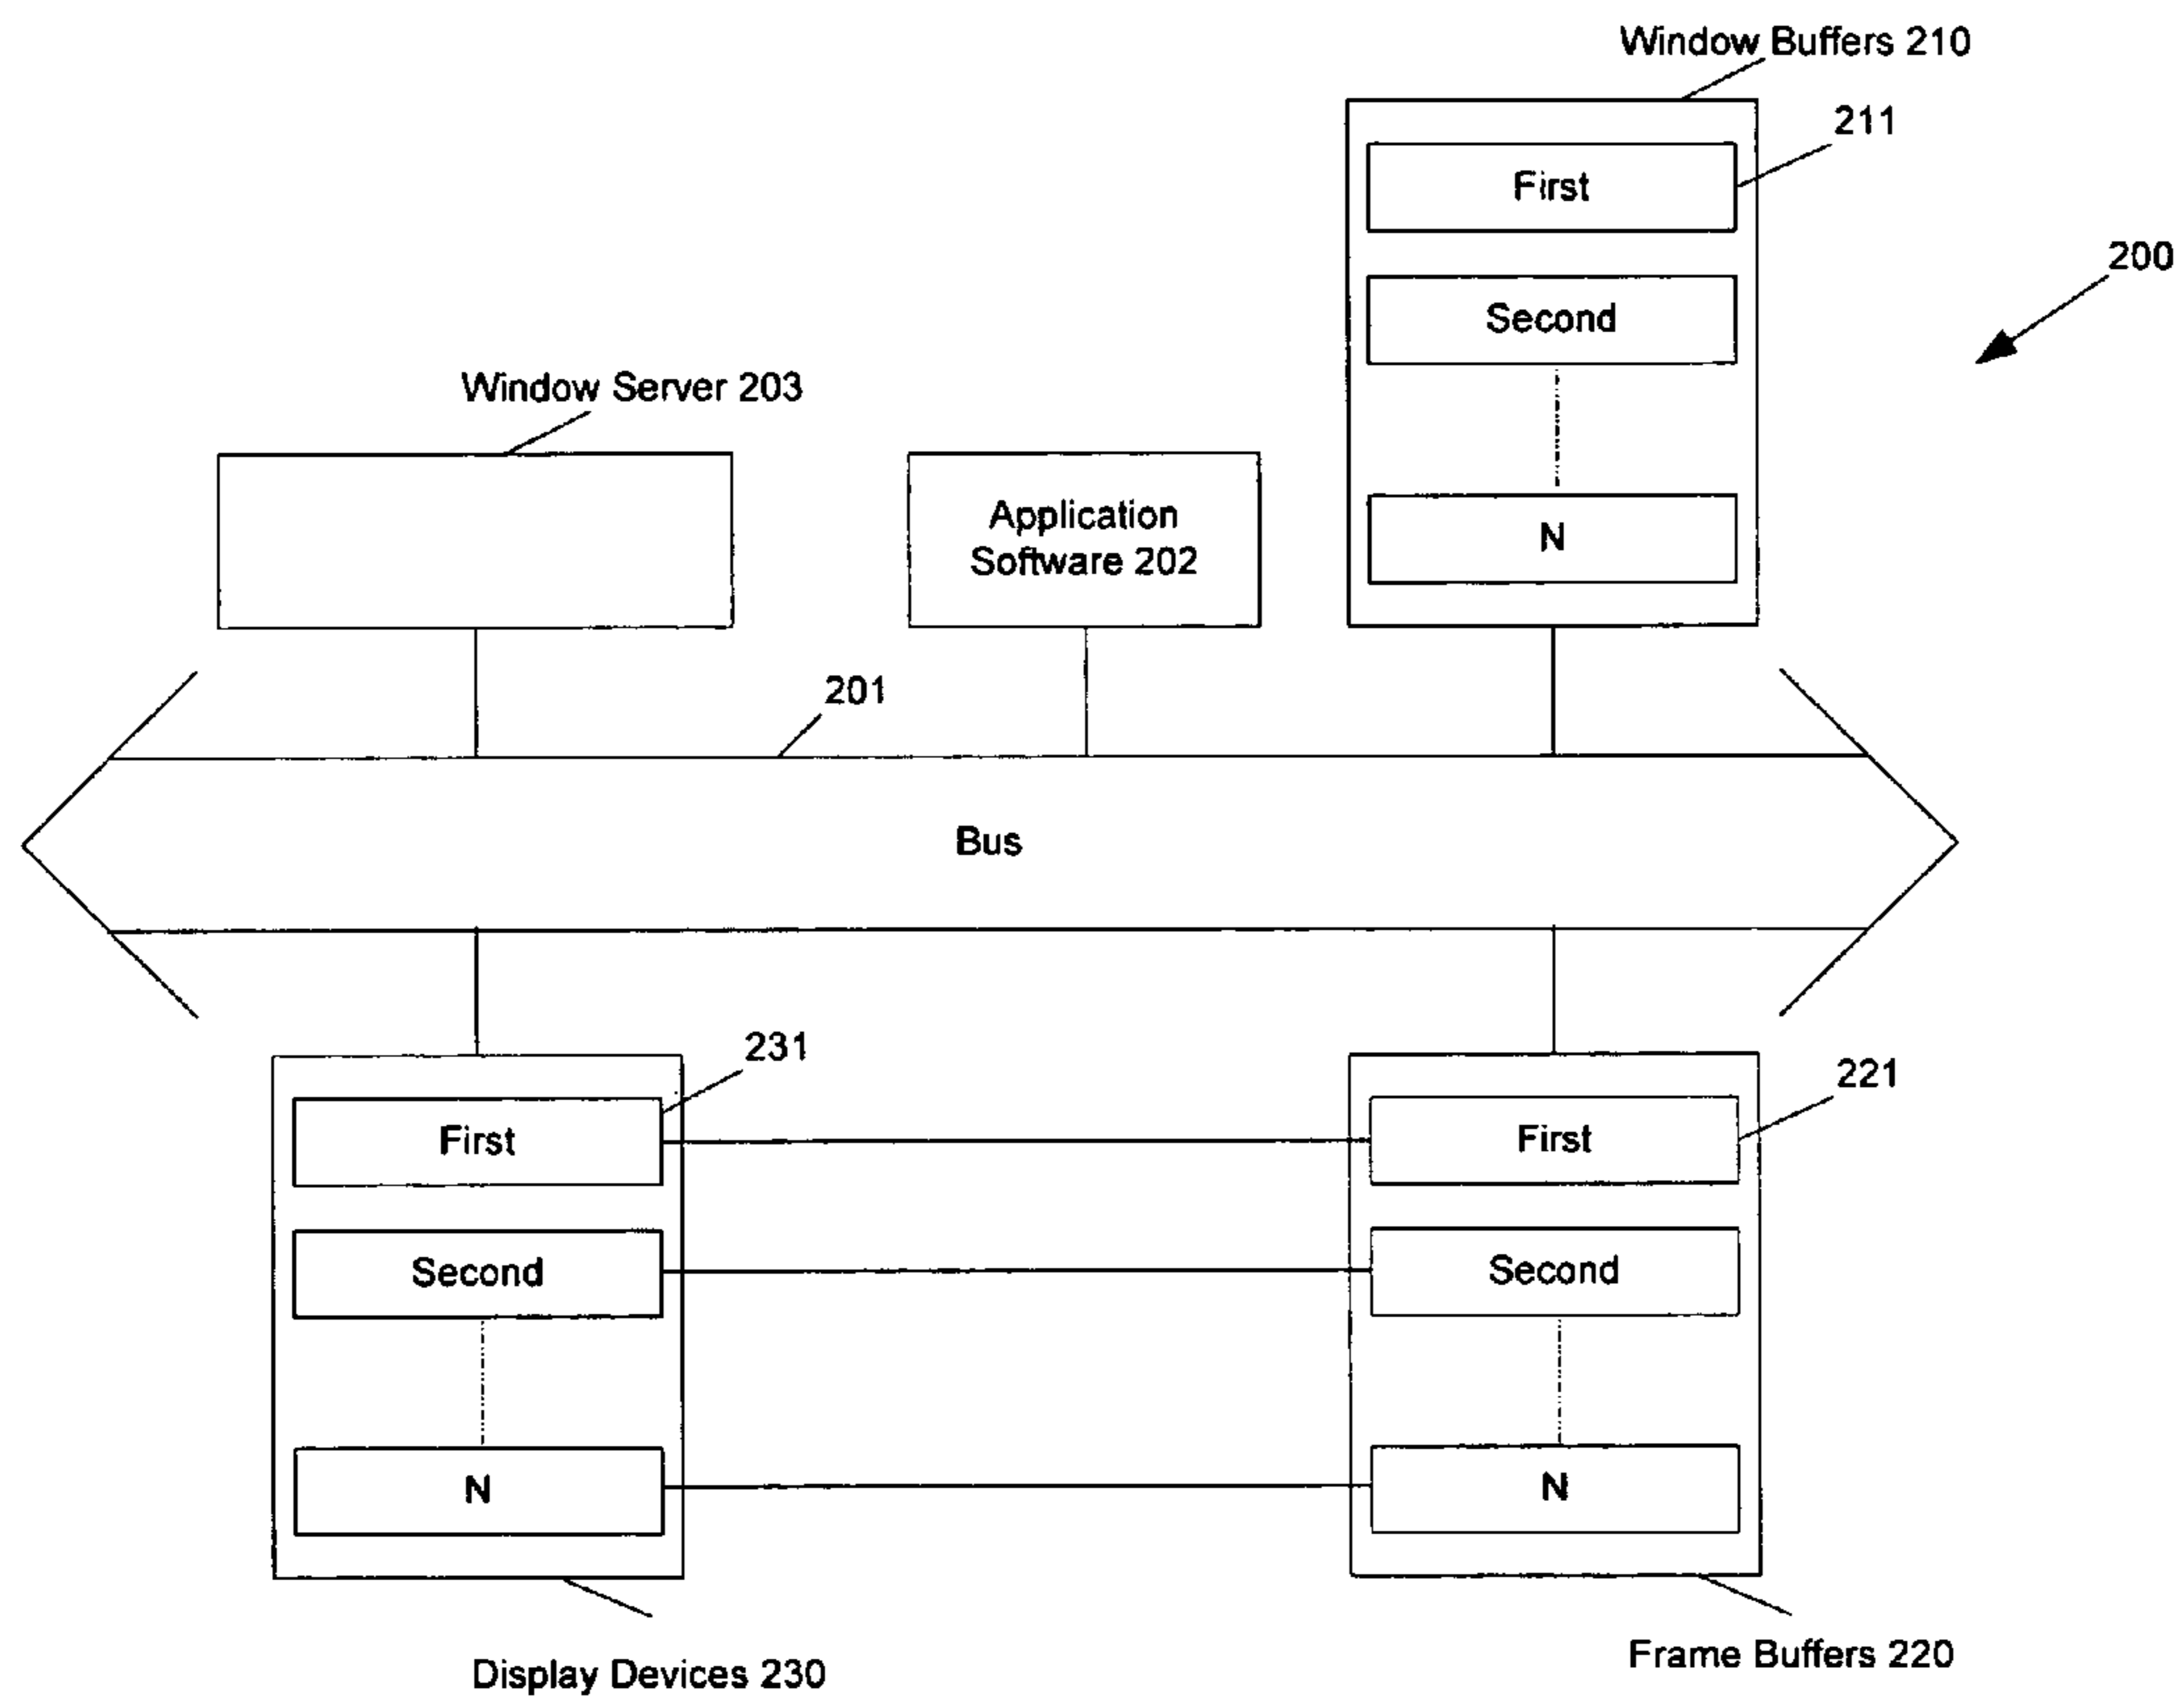 Window Buffers 210
211
First
200
Second
Window Server 203
Application
Software 202
N
201
Bus
231
221
First
First
Second
Second
N
N
Display Devices 230
Frame Buffers 220